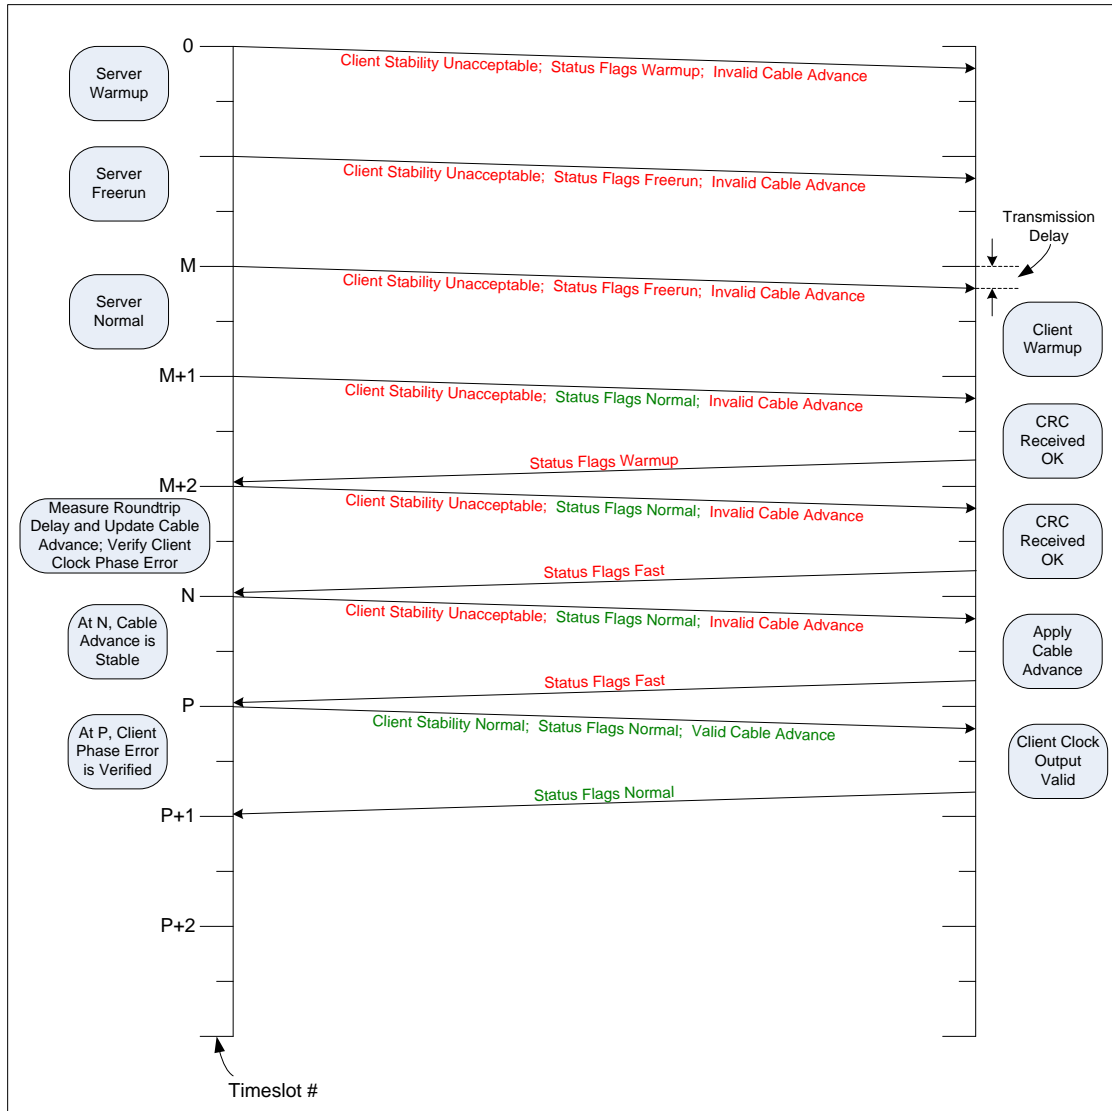 0
Server
Warmup
Client Stability Unacceptable; Status Flags Warmup; Invalid Cable Advance
Server
Freerun
Client Stability Unacceptable; Status Flags Freerun; Invalid Cable Advance
Transmission
Delay
M
Server
Normal
Client Stability Unacceptable; Status Flags Freerun; Invalid Cable Advance
Client
Warmup
M+1
Client Stability Unacceptable; Status Flags Normal; Invalid Cable Advance
CRC
Received
OK
Status Flags Warmup
M+2
Measure Roundtrip
Delay and Update Cable
Advance; Verify Client
Clock Phase Error
Client Stability Unacceptable; Status Flags Normal; Invalid Cable Advance
CRC
Received
OK
Status Flags Fast
N
At N, Cable
Advance is
Stable
Client Stability Unacceptable; Status Flags Normal; Invalid Cable Advance
Apply
Cable
Advance
Status Flags Fast
P
At P, Client
Phase Error
is Verified
Client Stability Normal; Status Flags Normal; Valid Cable Advance
Client Clock
Output
Valid
Status Flags Normal
P+1
P+2
Timeslot #